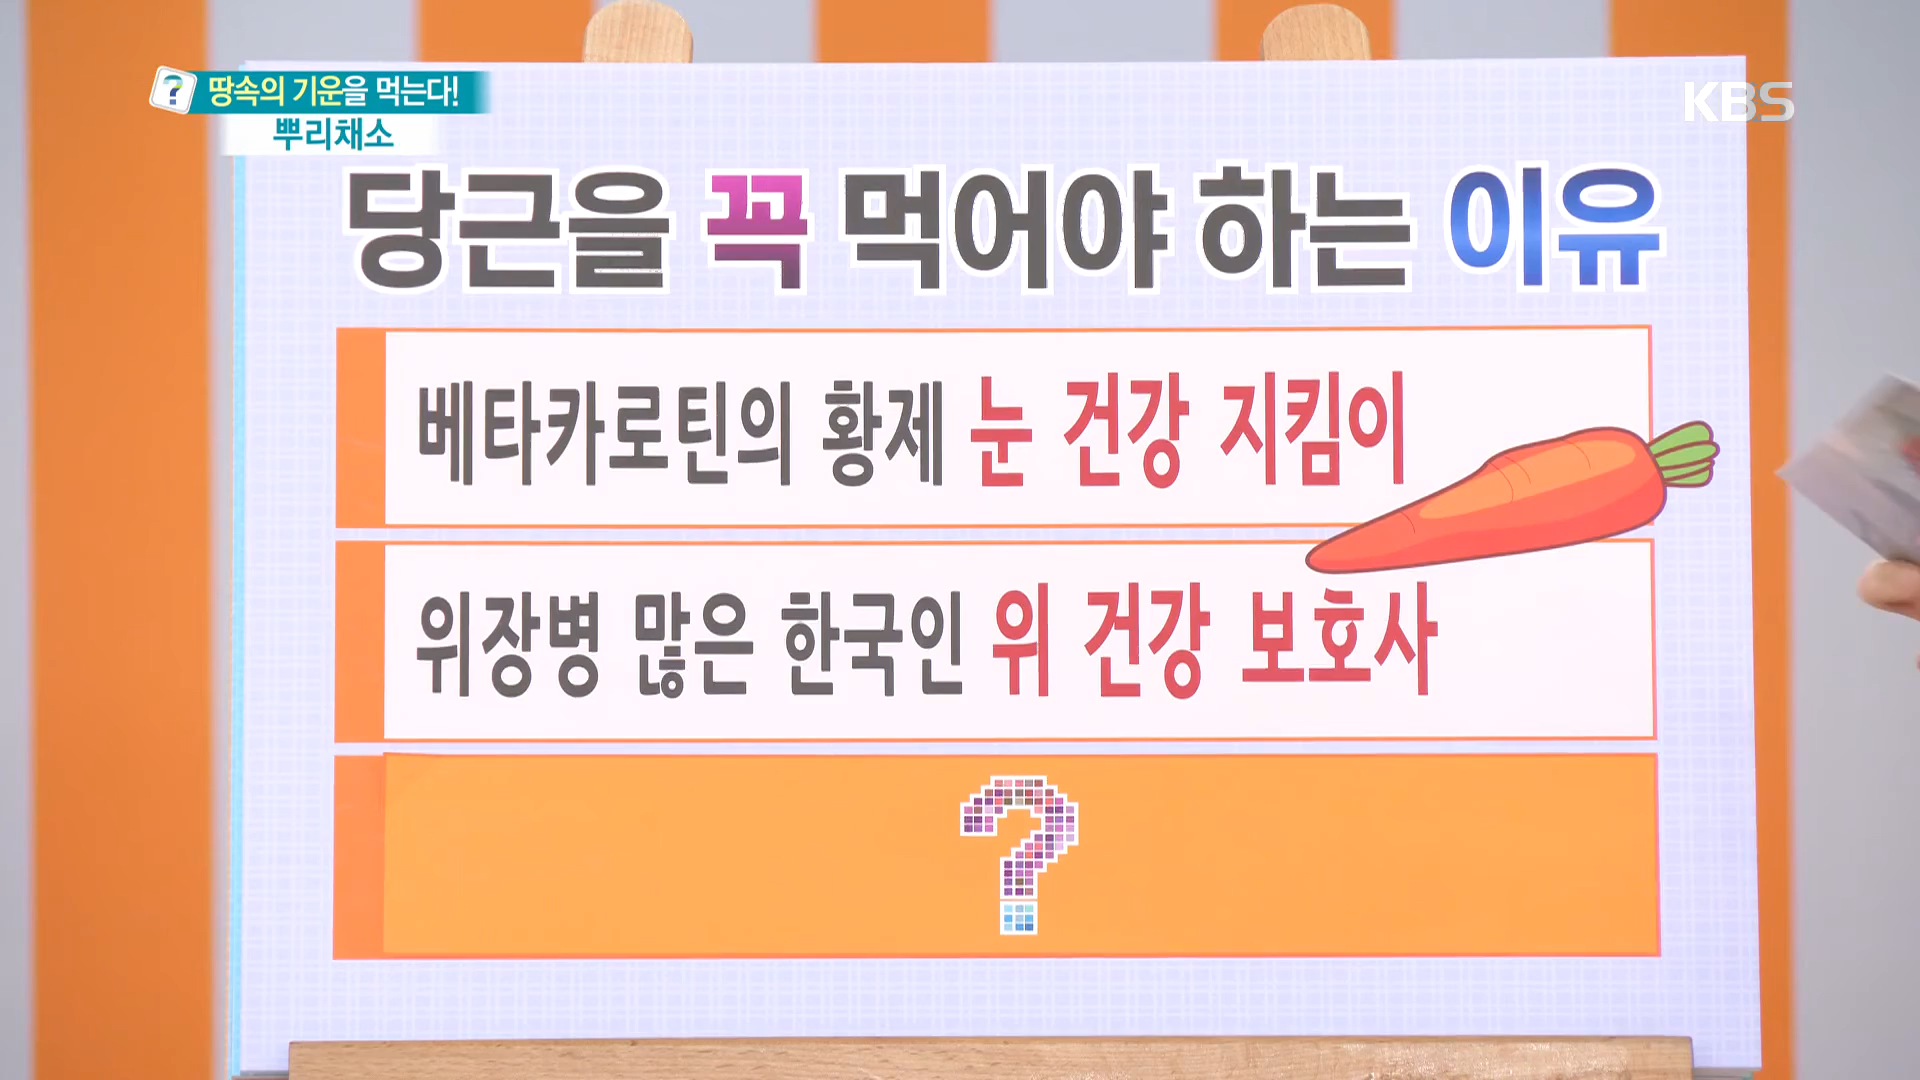 ? 땅속의 기운을 먹는다!
뿌리채소
KBS
당근을 꼭 먹어야 하는 이유
베타카로틴의 황제 눈 건강 지킴이
위장병 많은 한국인 위 건강 보호사
?